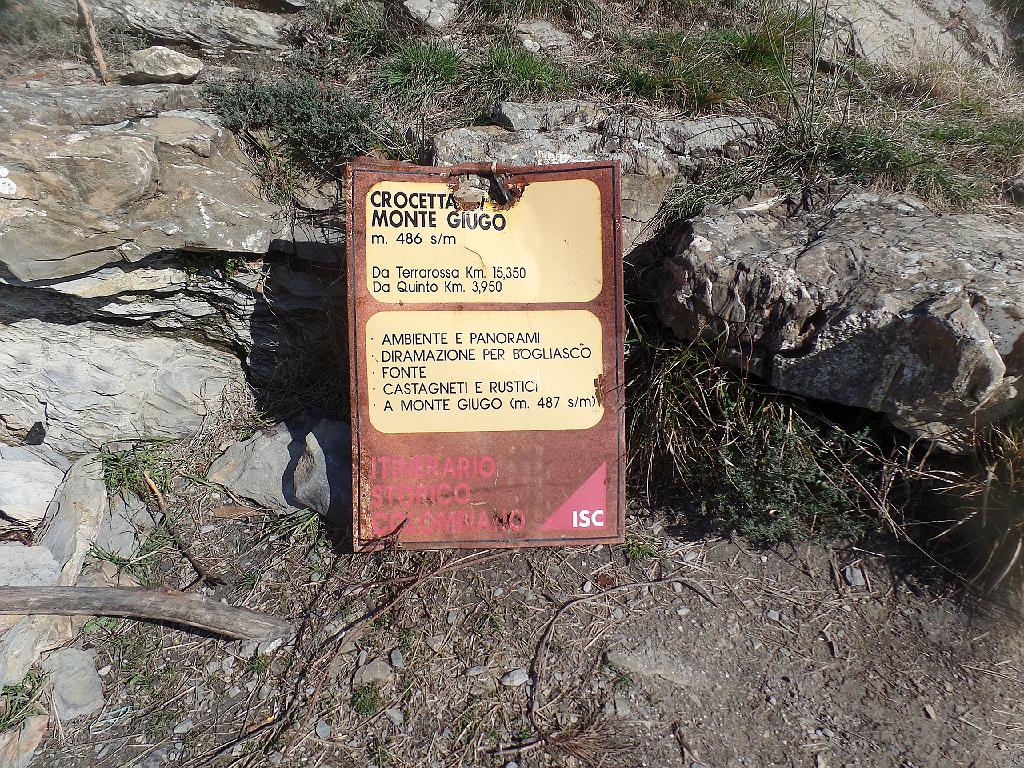 CROCETTA
MONTE GIUGO
m. 486 s/m
Da Terrarossa Km. 15,350
Da Quinto Km. 3,950
· AMBIENTE E PANORAMI
· DIRAMAZIONE PER BOGLIASCO
· FONTE
· CASTAGNETI E RUSTICI
· A MONTE GIUGO (m. 487 s/m)
ITINERARIO
STORICO
COLOMBIANO
ISC